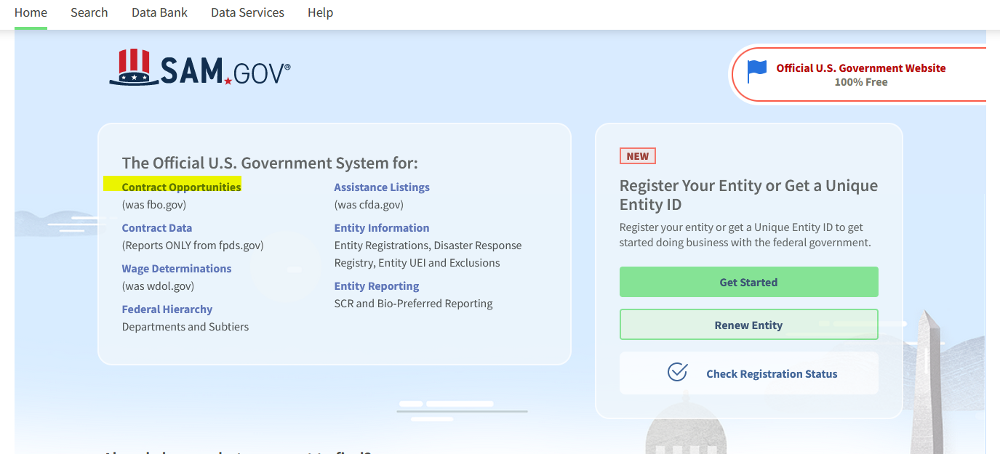 Home Search Data Bank Data Services Help
SAM.GOV®
Official U.S. Government Website
100% Free
The Official U.S. Government System for:
Contract Opportunities
(was fbo.gov)
Contract Data
(Reports ONLY from fpds.gov)
Wage Determinations
(was wdol.gov)
Federal Hierarchy
Departments and Subtiers
Assistance Listings
(was cfda.gov)
Entity Information
Entity Registrations, Disaster Response
Registry, Entity UEI and Exclusions
Entity Reporting
SCR and Bio-Preferred Reporting
NEW
Register Your Entity or Get a Unique
Entity ID
Register your entity or get a Unique Entity ID to get
started doing business with the federal government.
Get Started
Renew Entity
Check Registration Status